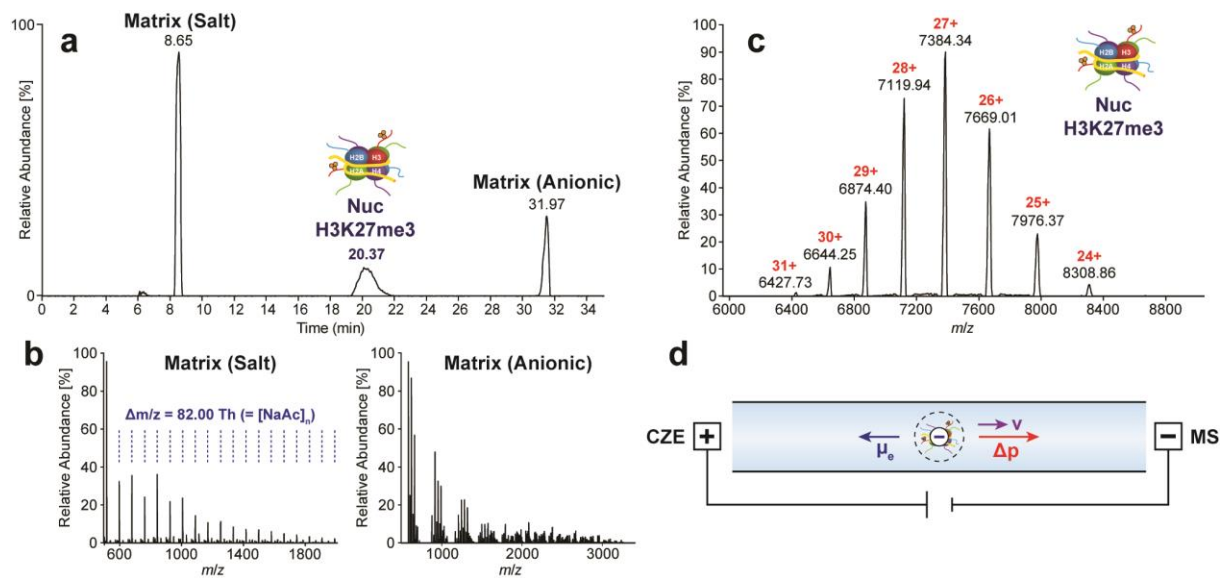 a
Matrix (Salt)
8.65
H2B H3
H2A H4
Nuc
H3K27me3
20.37
Matrix (Anionic)
31.97
100
0
Relative Abundance [%]
0 2 4 6 8 10 12 14 16 18 20 22 24 26 28 30 32 34
Time (min)
b
Matrix (Salt)
Δm/z = 82.00 Th (= [NaAc]n)
100
80
60
40
20
0
Relative Abundance [%]
600 1000 1400 1800
m/z
Matrix (Anionic)
100
80
60
40
20
0
Relative Abundance [%]
1000 2000 3000
m/z
c
27+
7384.34
28+
7119.94
26+
7669.01
29+
6874.40
25+
7976.37
30+
6644.25
24+
8308.86
31+
6427.73
H2B H3
H2A H4
Nuc
H3K27me3
100
90
80
70
60
50
40
30
20
10
0
Relative Abundance [%]
6000 6400 6800 7200 7600 8000 8400 8800
m/z
d
CZE + − v − MS
μe Δp